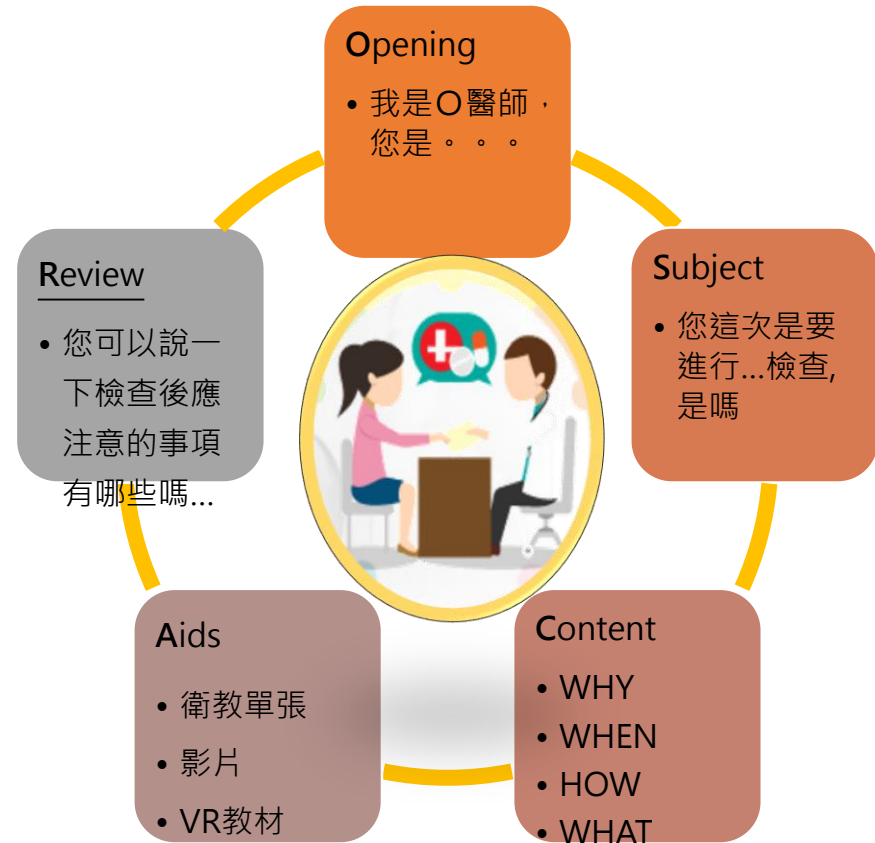 Opening
• 我是O醫師，
您是。。。
Subject
• 您這次是要
進行...檢查,
是嗎
Content
• WHY
• WHEN
• HOW
• WHAT
Aids
• 衛教單張
• 影片
• VR教材
Review
• 您可以說一
下檢查後應
注意的事項
有哪些嗎...